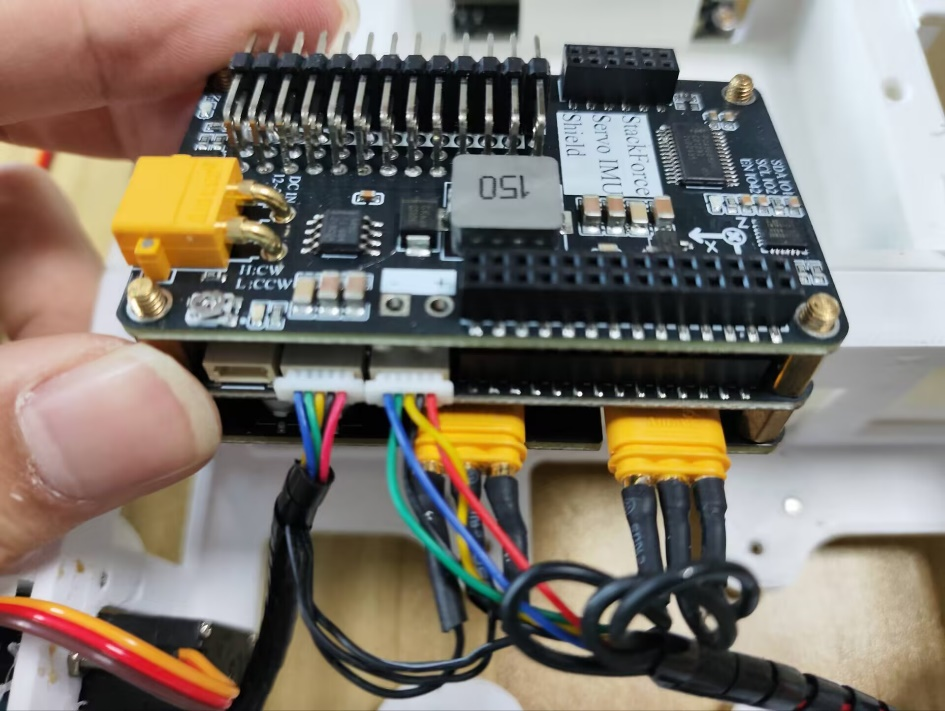 StackForce
Servo IMU
Shield
150
DC IN
H:CW
L:CCW
SDA IO1
SCL IO2
X